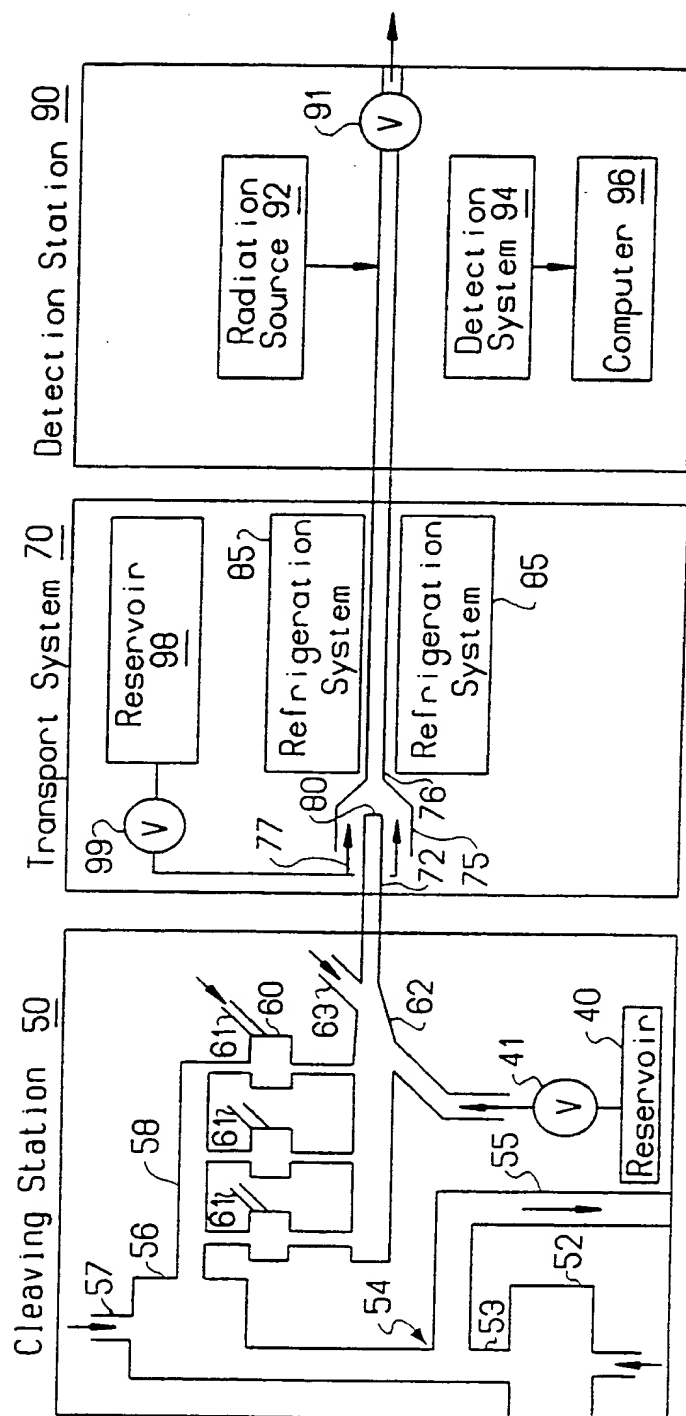 Cleaving Station 50
57
56
58
61
61
61
60
63
62
54
53
52
55
41
V
40
Reservoir
Transport System 70
99
V
Reservoir
98
77
80
85
Refrigeration
System
72
75
76
Refrigeration
System
85
Detection Station 90
Radiation
Source 92
91
V
Detection
System 94
Computer 96